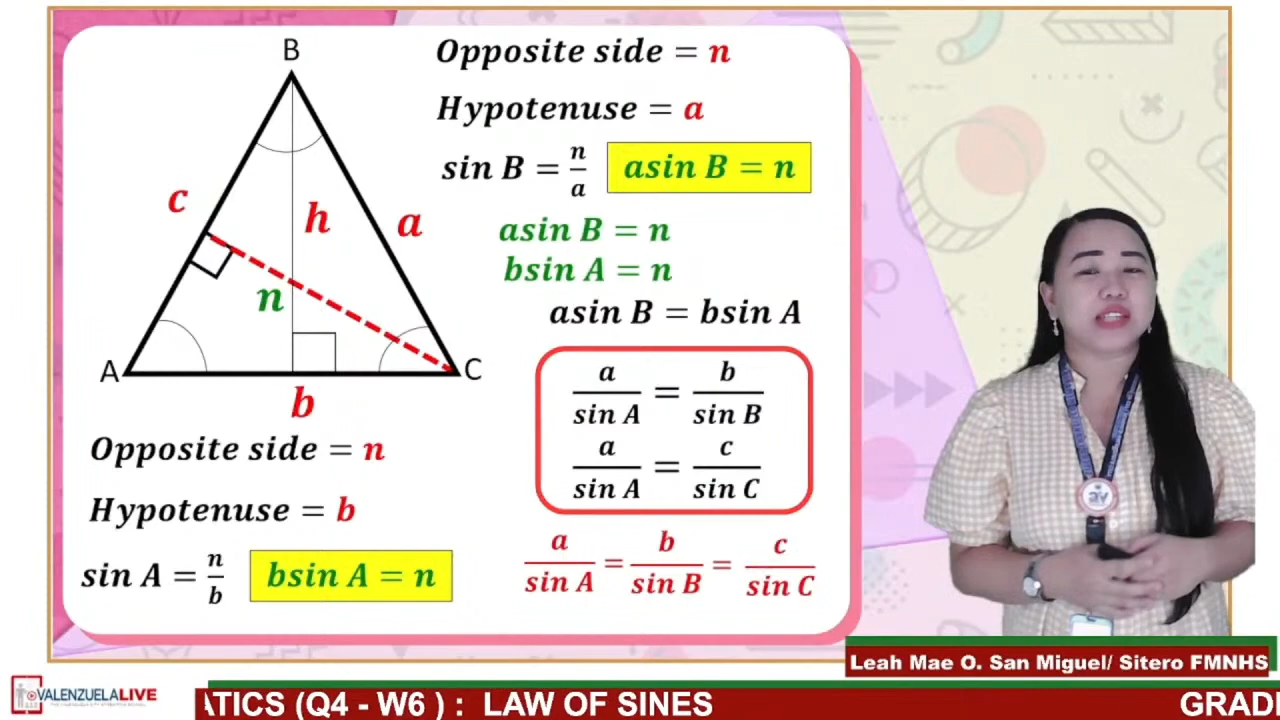 B
c
h
a
n
A
C
b
Opposite side = n
Hypotenuse = a
sin B = n/a
asin B = n
asin B = n
bsin A = n
asin B = bsin A
a/sin A = b/sin B
a/sin A = c/sin C
a/sin A = b/sin B = c/sin C
Opposite side = n
Hypotenuse = b
sin A = n/b
bsin A = n
Leah Mae O. San Miguel/ Sitero FMNHS
VALENZUELALIVE
ATICS (Q4 - W6 ) : LAW OF SINES
GRAD